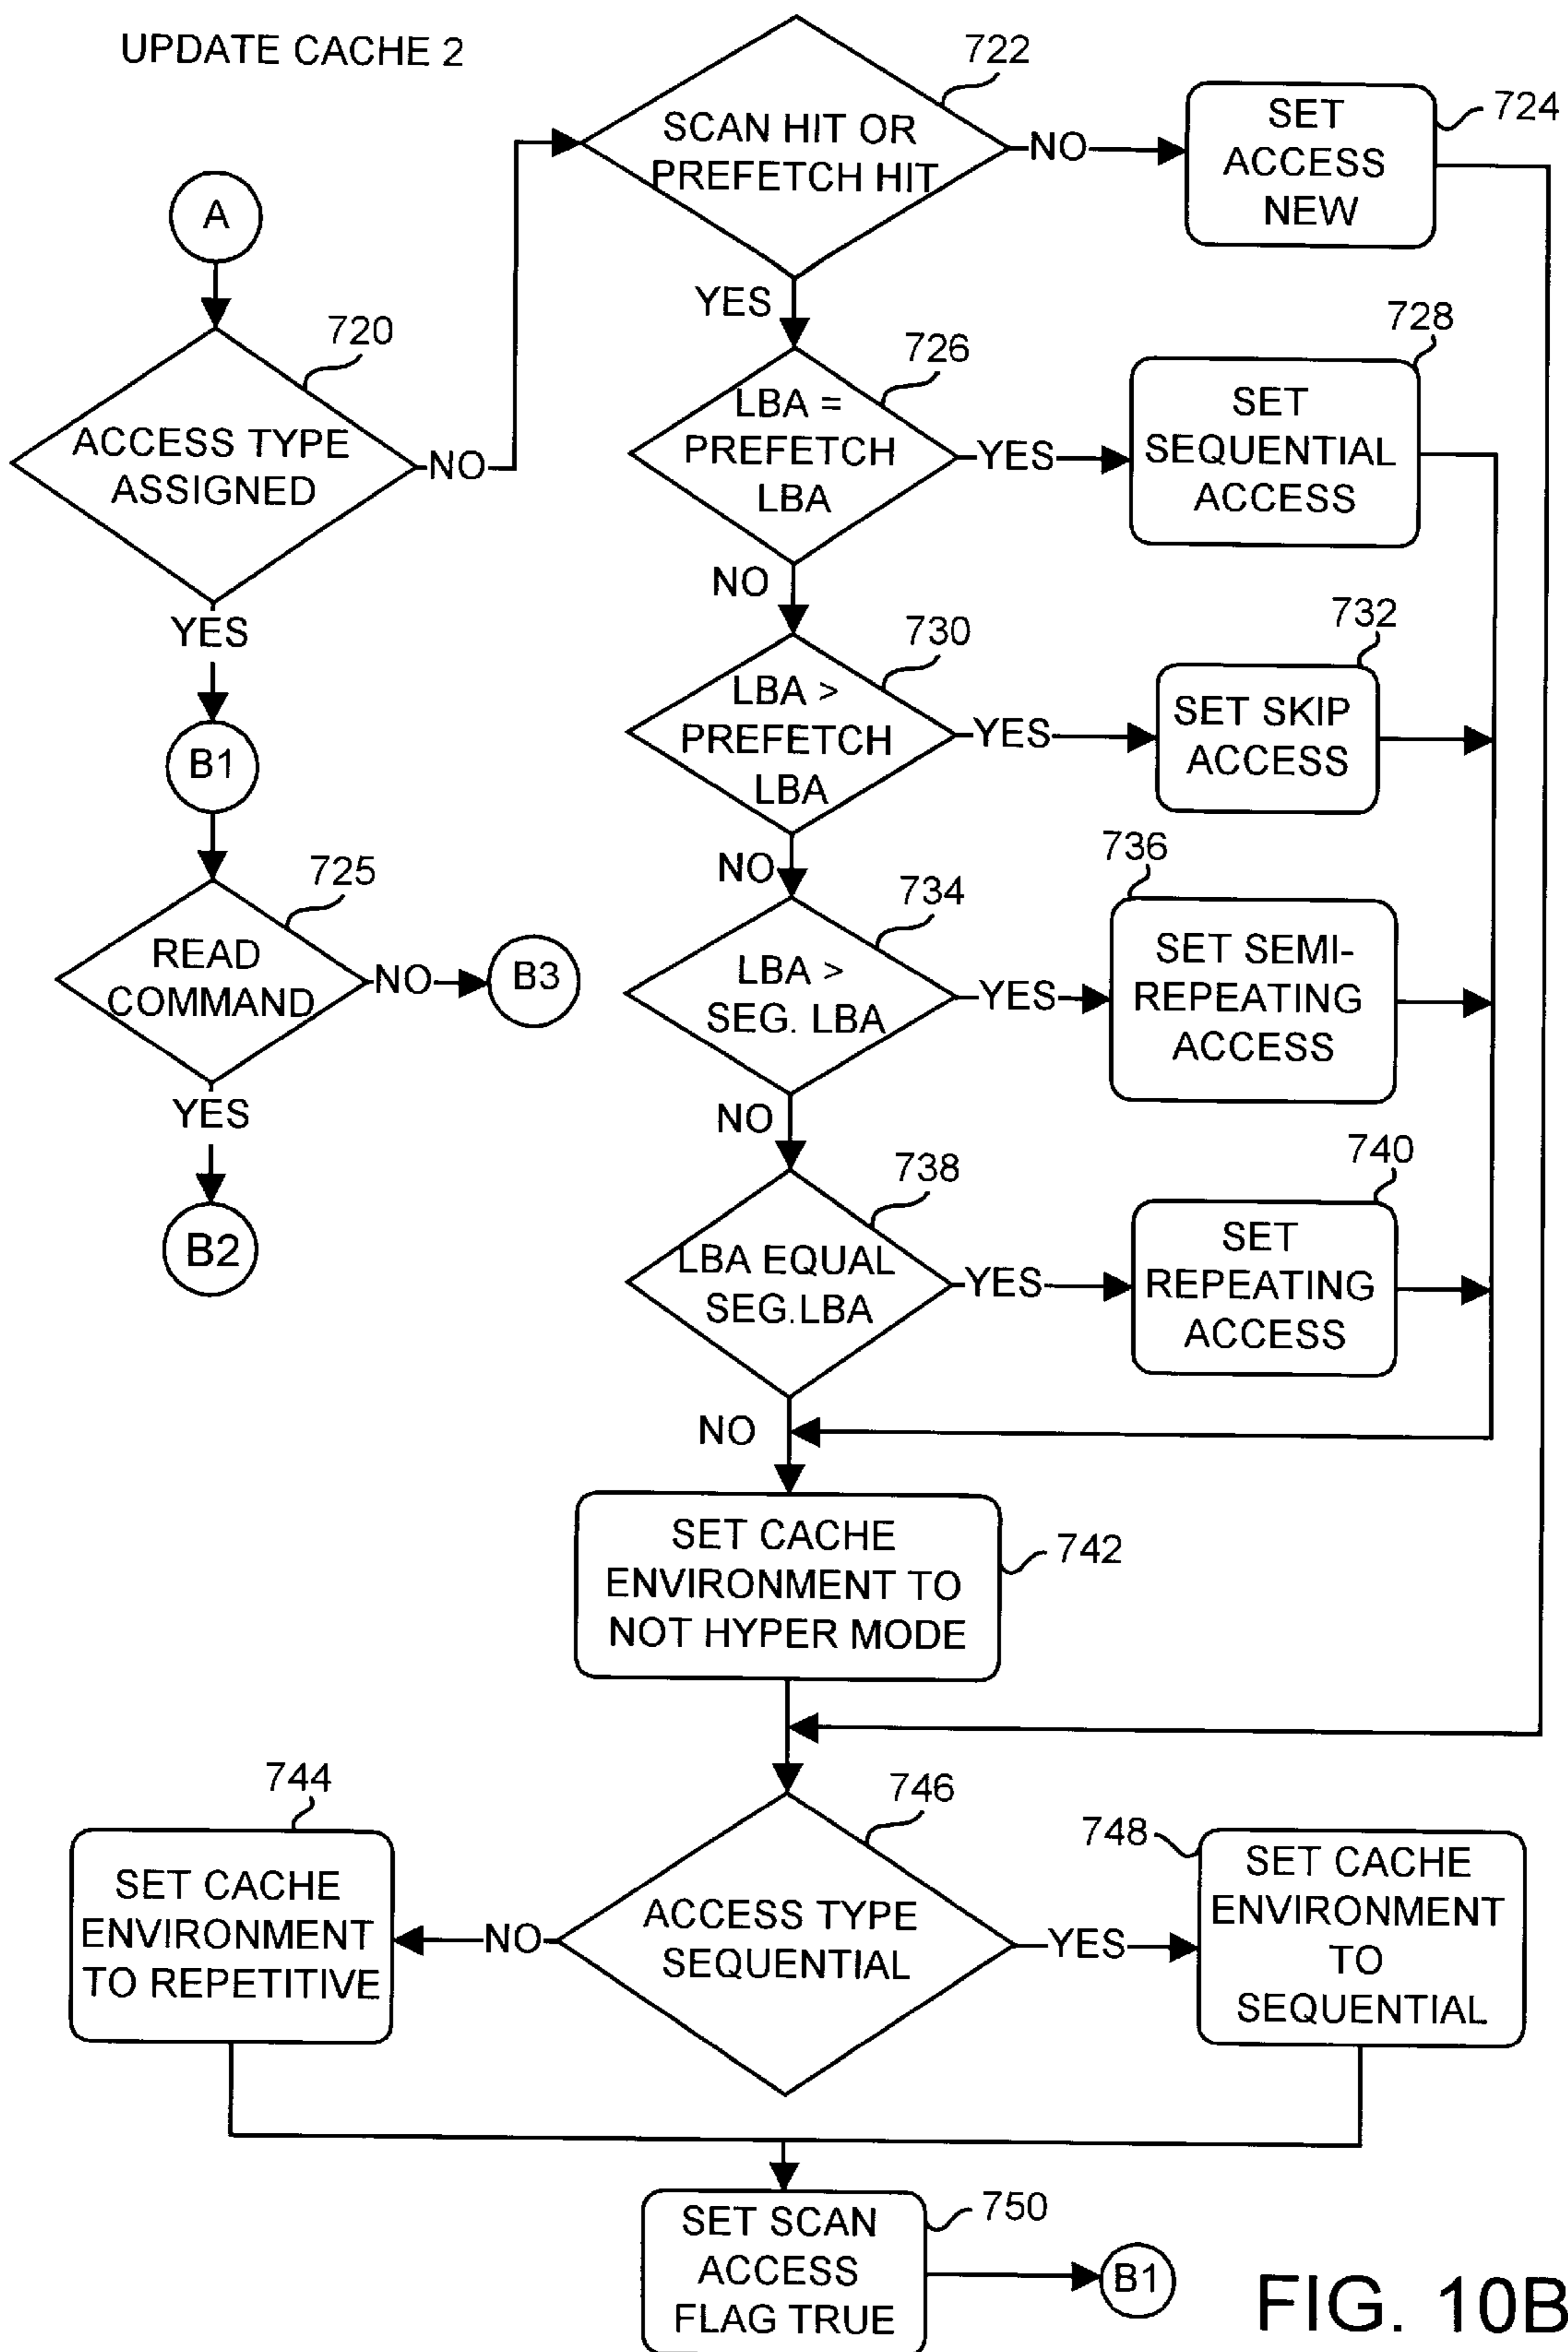 UPDATE CACHE 2
722
SCAN HIT OR
PREFETCH HIT
NO
SET
ACCESS
NEW
724
A
YES
720
ACCESS TYPE
ASSIGNED
NO
726
LBA =
PREFETCH
LBA
YES
728
SET
SEQUENTIAL
ACCESS
NO
YES
B1
730
LBA >
PREFETCH
LBA
YES
732
SET SKIP
ACCESS
NO
725
READ
COMMAND
NO
B3
734
LBA >
SEG. LBA
YES
736
SET SEMI-
REPEATING
ACCESS
YES
B2
NO
738
LBA EQUAL
SEG.LBA
YES
740
SET
REPEATING
ACCESS
NO
SET CACHE
ENVIRONMENT TO
NOT HYPER MODE
742
744
SET CACHE
ENVIRONMENT
TO REPETITIVE
NO
746
ACCESS TYPE
SEQUENTIAL
YES
748
SET CACHE
ENVIRONMENT
TO
SEQUENTIAL
SET SCAN
ACCESS
FLAG TRUE
750
B1
FIG. 10B